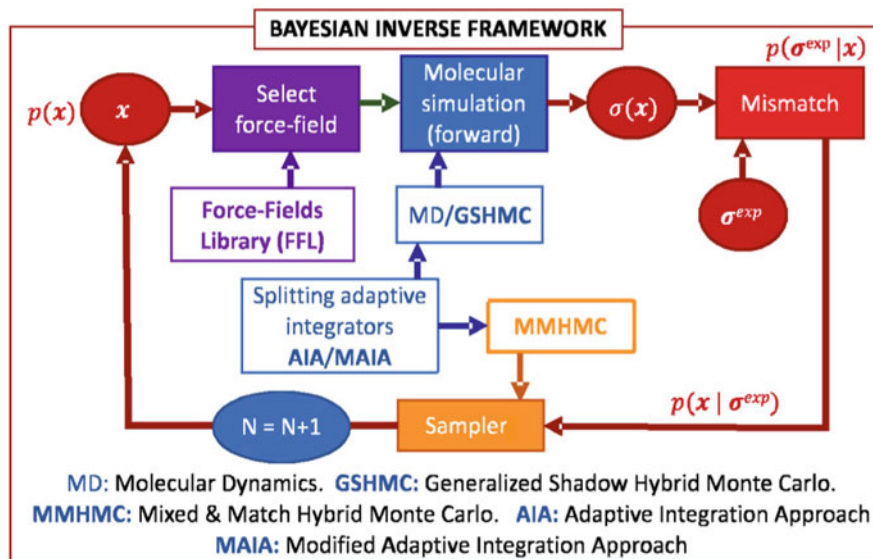 BAYESIAN INVERSE FRAMEWORK
p(x)
x
Select
force-field
Molecular
simulation
(forward)
σ(x)
p(σ^exp |x)
Mismatch
Force-Fields
Library (FFL)
MD/GSHMC
σ^exp
Splitting adaptive
integrators
AIA/MAIA
MMHMC
N = N+1
Sampler
p(x | σ^exp)
MD: Molecular Dynamics. GSHMC: Generalized Shadow Hybrid Monte Carlo.
MMHMC: Mixed & Match Hybrid Monte Carlo. AIA: Adaptive Integration Approach
MAIA: Modified Adaptive Integration Approach